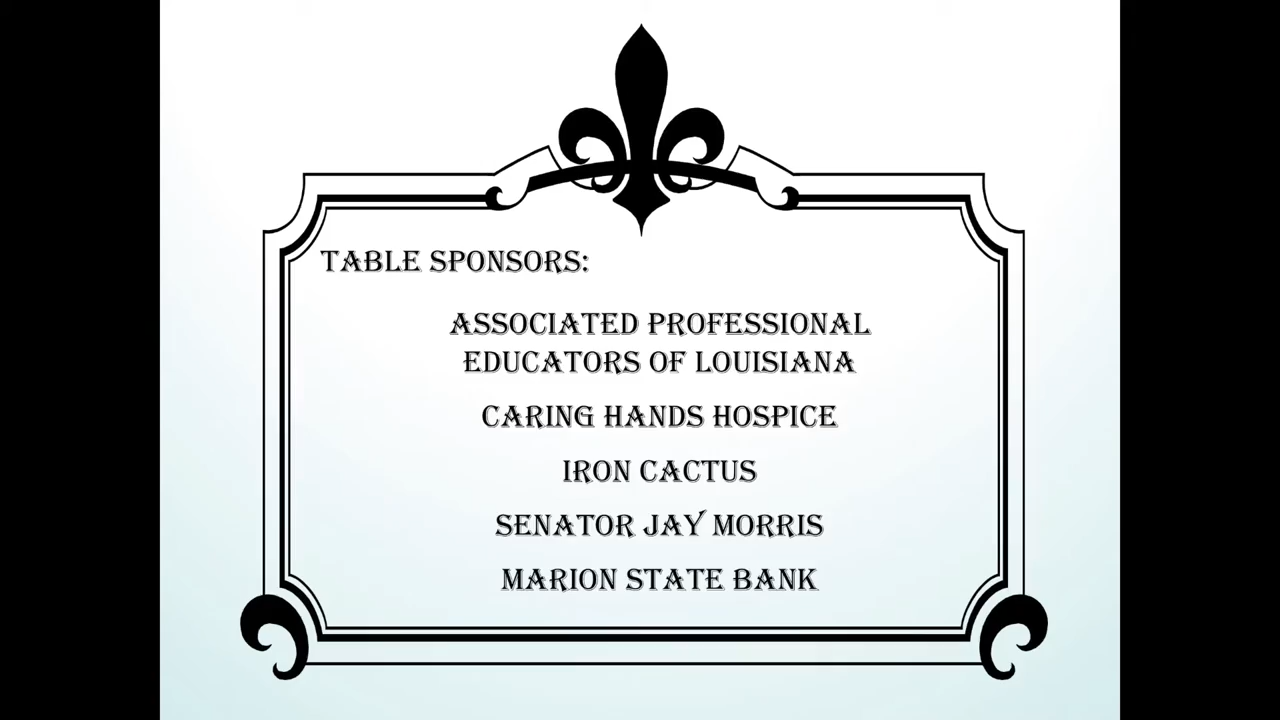 TABLE SPONSORS:
ASSOCIATED PROFESSIONAL
EDUCATORS OF LOUISIANA
CARING HANDS HOSPICE
IRON CACTUS
SENATOR JAY MORRIS
MARION STATE BANK